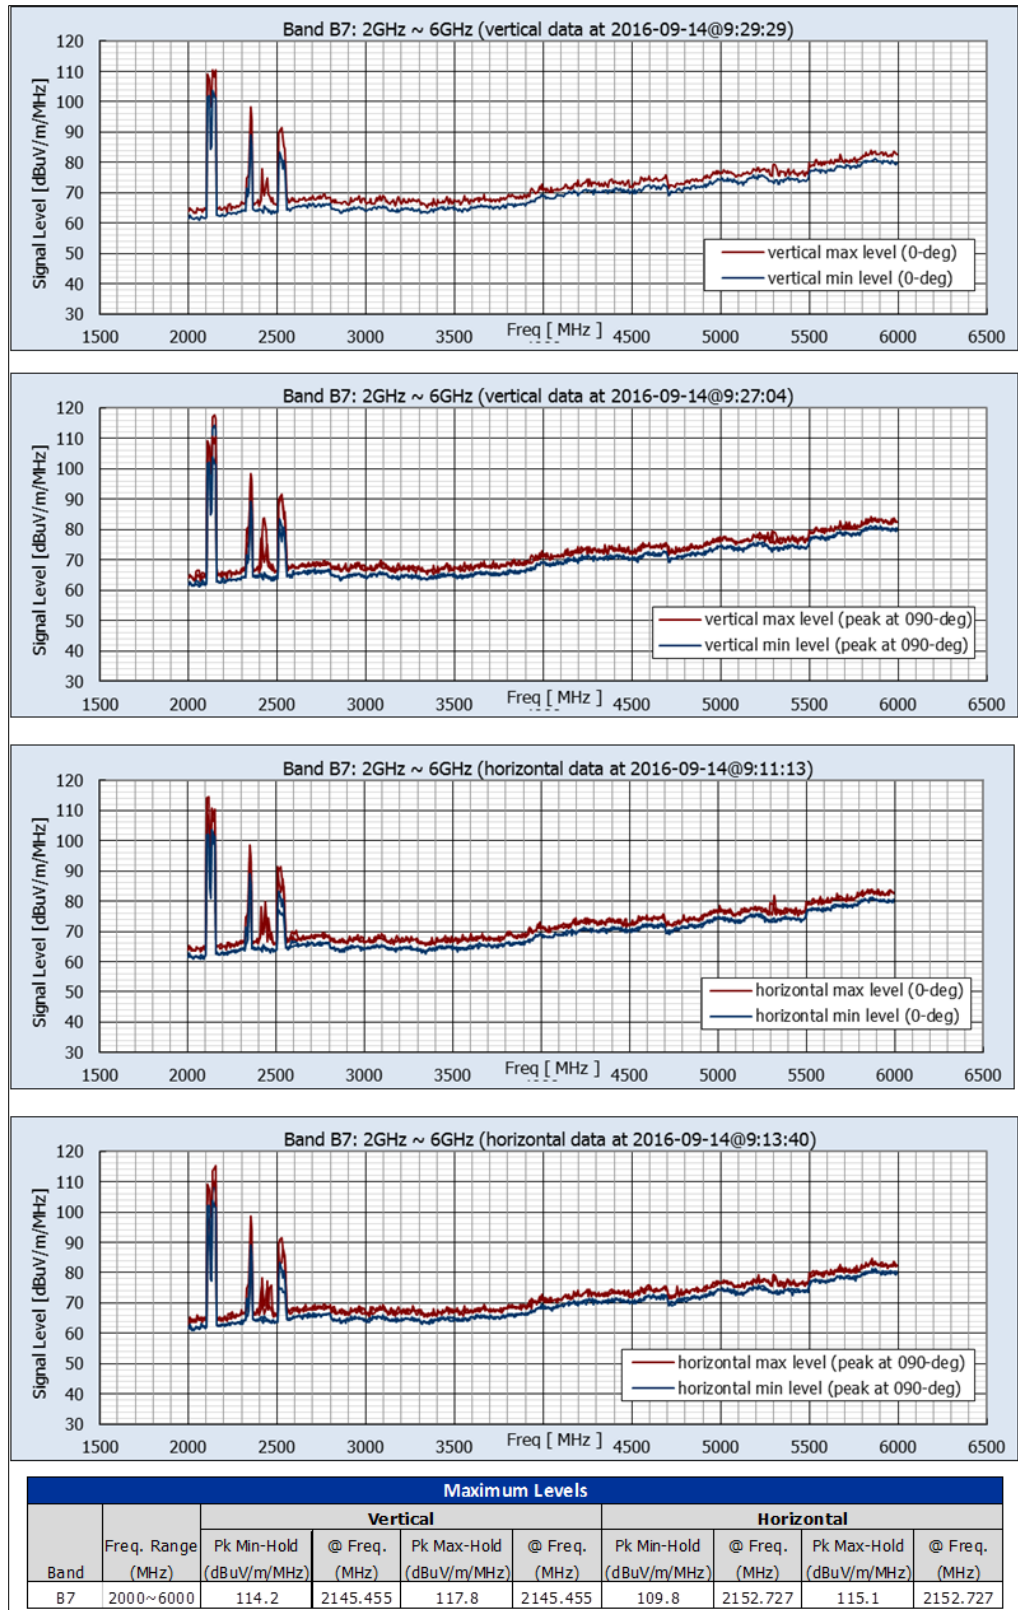 Band B7: 2GHz ~ 6GHz (vertical data at 2016-09-14@9:29:29)
Signal Level [dBuV/m/MHz]
120
110
100
90
80
70
60
50
40
30
vertical max level (0-deg)
vertical min level (0-deg)
1500 2000 2500 3000 3500 Freq [ MHz ] 4500 5000 5500 6000 6500
Band B7: 2GHz ~ 6GHz (vertical data at 2016-09-14@9:27:04)
Signal Level [dBuV/m/MHz]
120
110
100
90
80
70
60
50
40
30
vertical max level (peak at 090-deg)
vertical min level (peak at 090-deg)
1500 2000 2500 3000 3500 Freq [ MHz ] 4500 5000 5500 6000 6500
Band B7: 2GHz ~ 6GHz (horizontal data at 2016-09-14@9:11:13)
Signal Level [dBuV/m/MHz]
120
110
100
90
80
70
60
50
40
30
horizontal max level (0-deg)
horizontal min level (0-deg)
1500 2000 2500 3000 3500 Freq [ MHz ] 4500 5000 5500 6000 6500
Band B7: 2GHz ~ 6GHz (horizontal data at 2016-09-14@9:13:40)
Signal Level [dBuV/m/MHz]
120
110
100
90
80
70
60
50
40
30
horizontal max level (peak at 090-deg)
horizontal min level (peak at 090-deg)
1500 2000 2500 3000 3500 Freq [ MHz ] 4500 5000 5500 6000 6500
Maximum Levels
Vertical Horizontal
Freq. Range Pk Min-Hold @ Freq. Pk Max-Hold @ Freq. Pk Min-Hold @ Freq. Pk Max-Hold @ Freq.
Band (MHz) (dBuV/m/MHz) (MHz) (dBuV/m/MHz) (MHz) (dBuV/m/MHz) (MHz) (dBuV/m/MHz) (MHz)
B7 2000~6000 114.2 2145.455 117.8 2145.455 109.8 2152.727 115.1 2152.727